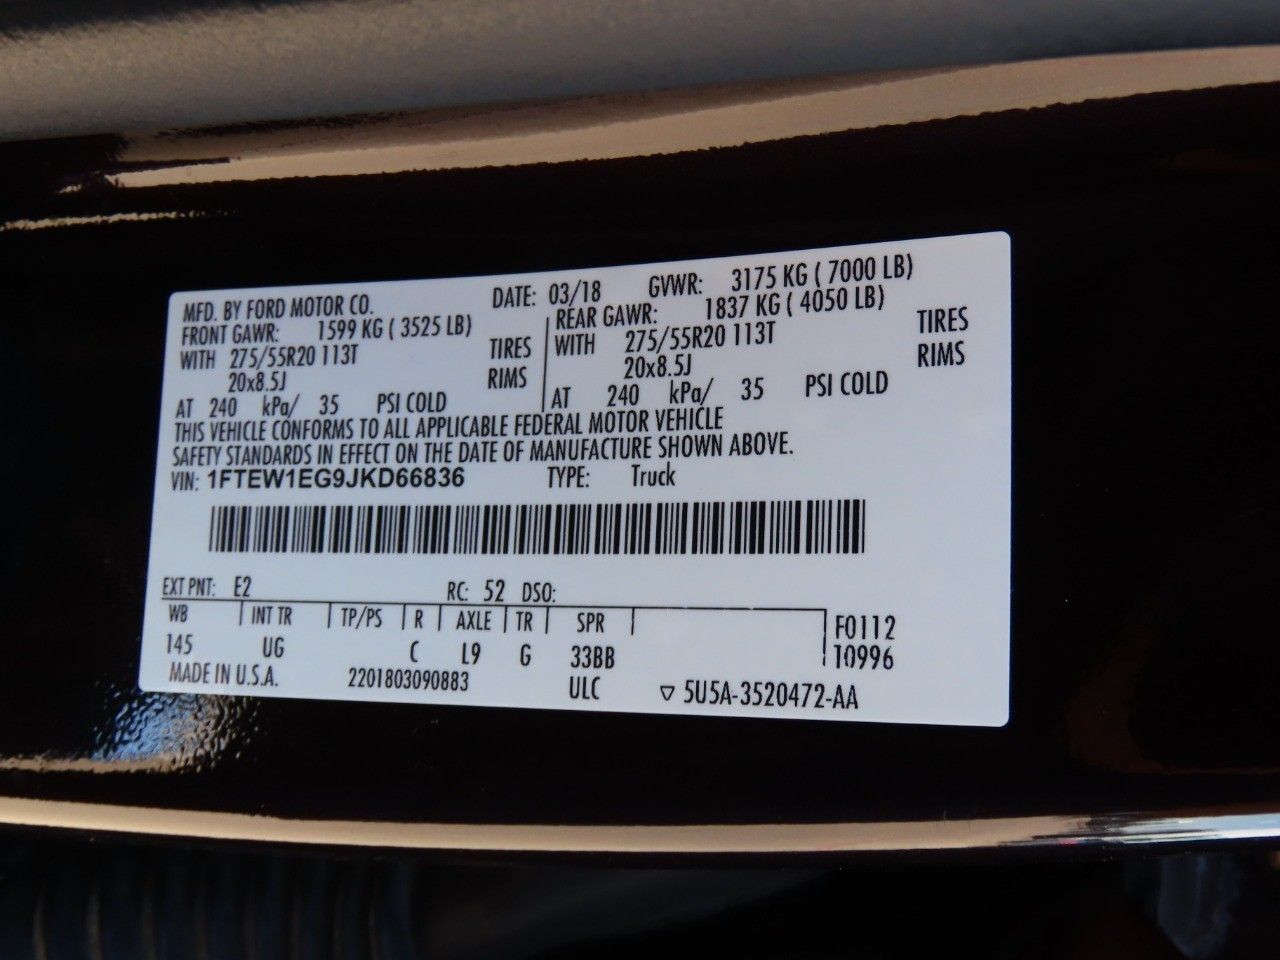 MFD. BY FORD MOTOR CO. DATE: 03/18 GVWR: 3175 KG ( 7000 LB)
FRONT GAWR: 1599 KG ( 3525 LB) REAR GAWR: 1837 KG ( 4050 LB)
WITH 275/55R20 113T TIRES WITH 275/55R20 113T TIRES
20x8.5J RIMS 20x8.5J RIMS
AT 240 kPa/ 35 PSI COLD AT 240 kPa/ 35 PSI COLD
THIS VEHICLE CONFORMS TO ALL APPLICABLE FEDERAL MOTOR VEHICLE
SAFETY STANDARDS IN EFFECT ON THE DATE OF MANUFACTURE SHOWN ABOVE.
VIN: 1FTEW1EG9JKD66836 TYPE: Truck
EXT PNT: E2 RC: 52 DSO:
WB INT TR TP/PS R AXLE TR SPR F0112
145 UG C L9 G 33BB 10996
MADE IN U.S.A. 2201803090883 ULC ▽ 5U5A-3520472-AA